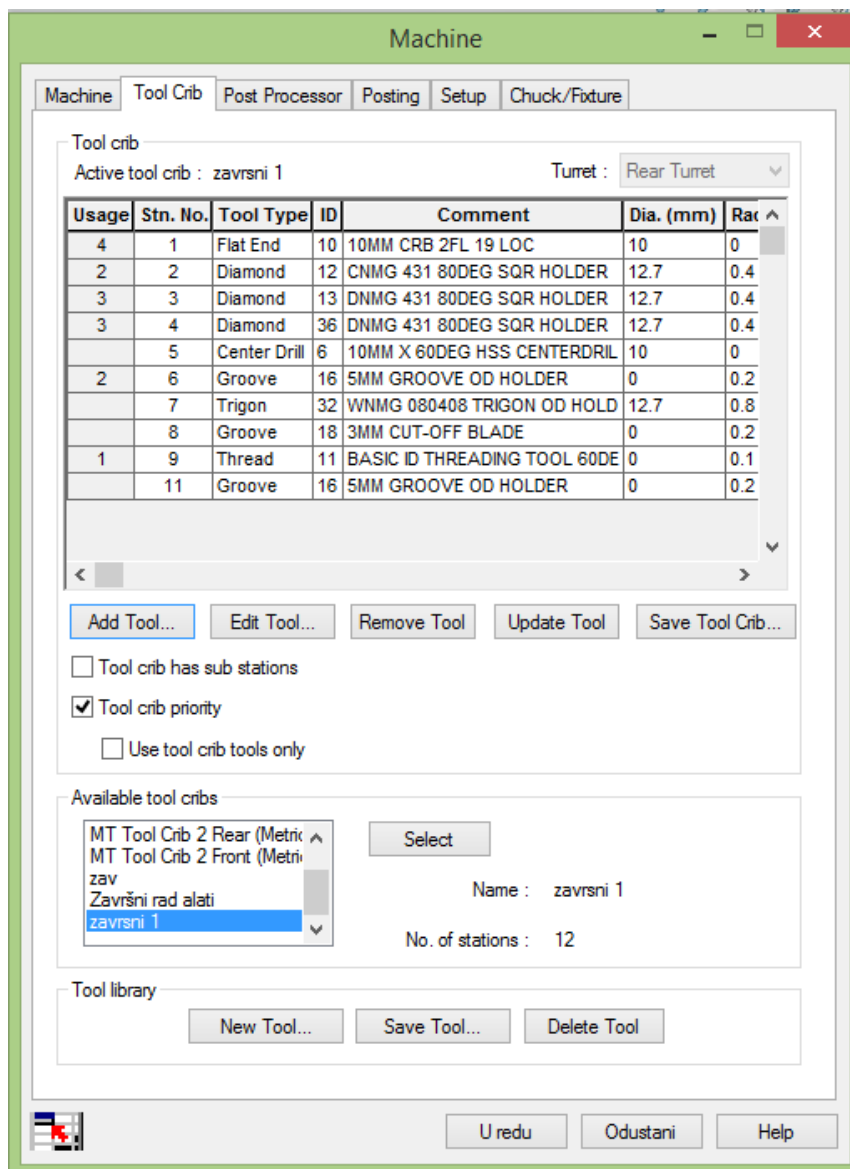 Machine
Machine Tool Crib Post Processor Posting Setup Chuck/Fixture
Tool crib
Active tool crib : zavrsni 1 Turret : Rear Turret
Usage Stn. No. Tool Type ID Comment Dia. (mm) Rac
4 1 Flat End 10 10MM CRB 2FL 19 LOC 10 0
2 2 Diamond 12 CNMG 431 80DEG SQR HOLDER 12.7 0.4
3 3 Diamond 13 DNMG 431 80DEG SQR HOLDER 12.7 0.4
3 4 Diamond 36 DNMG 431 80DEG SQR HOLDER 12.7 0.4
5 Center Drill 6 10MM X 60DEG HSS CENTERDRIL 10 0
2 6 Groove 16 5MM GROOVE OD HOLDER 0 0.2
7 Trigon 32 WNMG 080408 TRIGON OD HOLD 12.7 0.8
8 Groove 18 3MM CUT-OFF BLADE 0 0.2
1 9 Thread 11 BASIC ID THREADING TOOL 60DE 0 0.1
11 Groove 16 5MM GROOVE OD HOLDER 0 0.2
Add Tool... Edit Tool... Remove Tool Update Tool Save Tool Crib...
Tool crib has sub stations
Tool crib priority
Use tool crib tools only
Available tool cribs
MT Tool Crib 2 Rear (Metric
MT Tool Crib 2 Front (Metri
zav
Završni rad alati
zavrsni 1
Select
Name : zavrsni 1
No. of stations : 12
Tool library
New Tool... Save Tool... Delete Tool
U redu Odustani Help